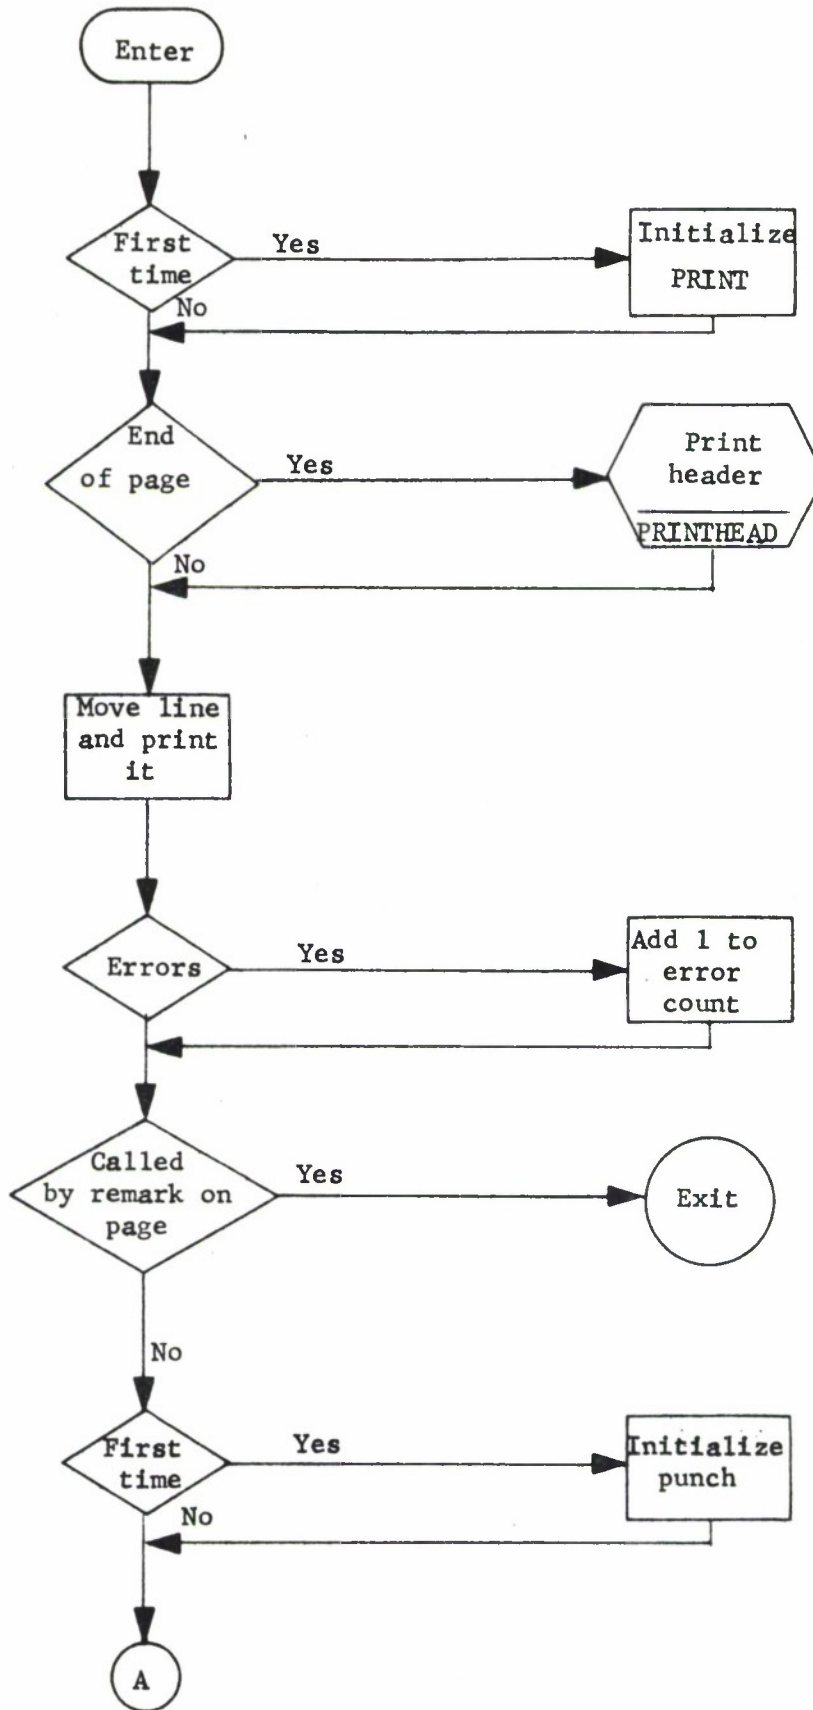 Enter
First
time
Yes
Initialize
PRINT
No
End
of page
Yes
Print
header
PRINTHEAD
No
Move line
and print
it
Errors
Yes
Add 1 to
error
count
Called
by remark on
page
Yes
Exit
No
First
time
Yes
Initialize
punch
No
A